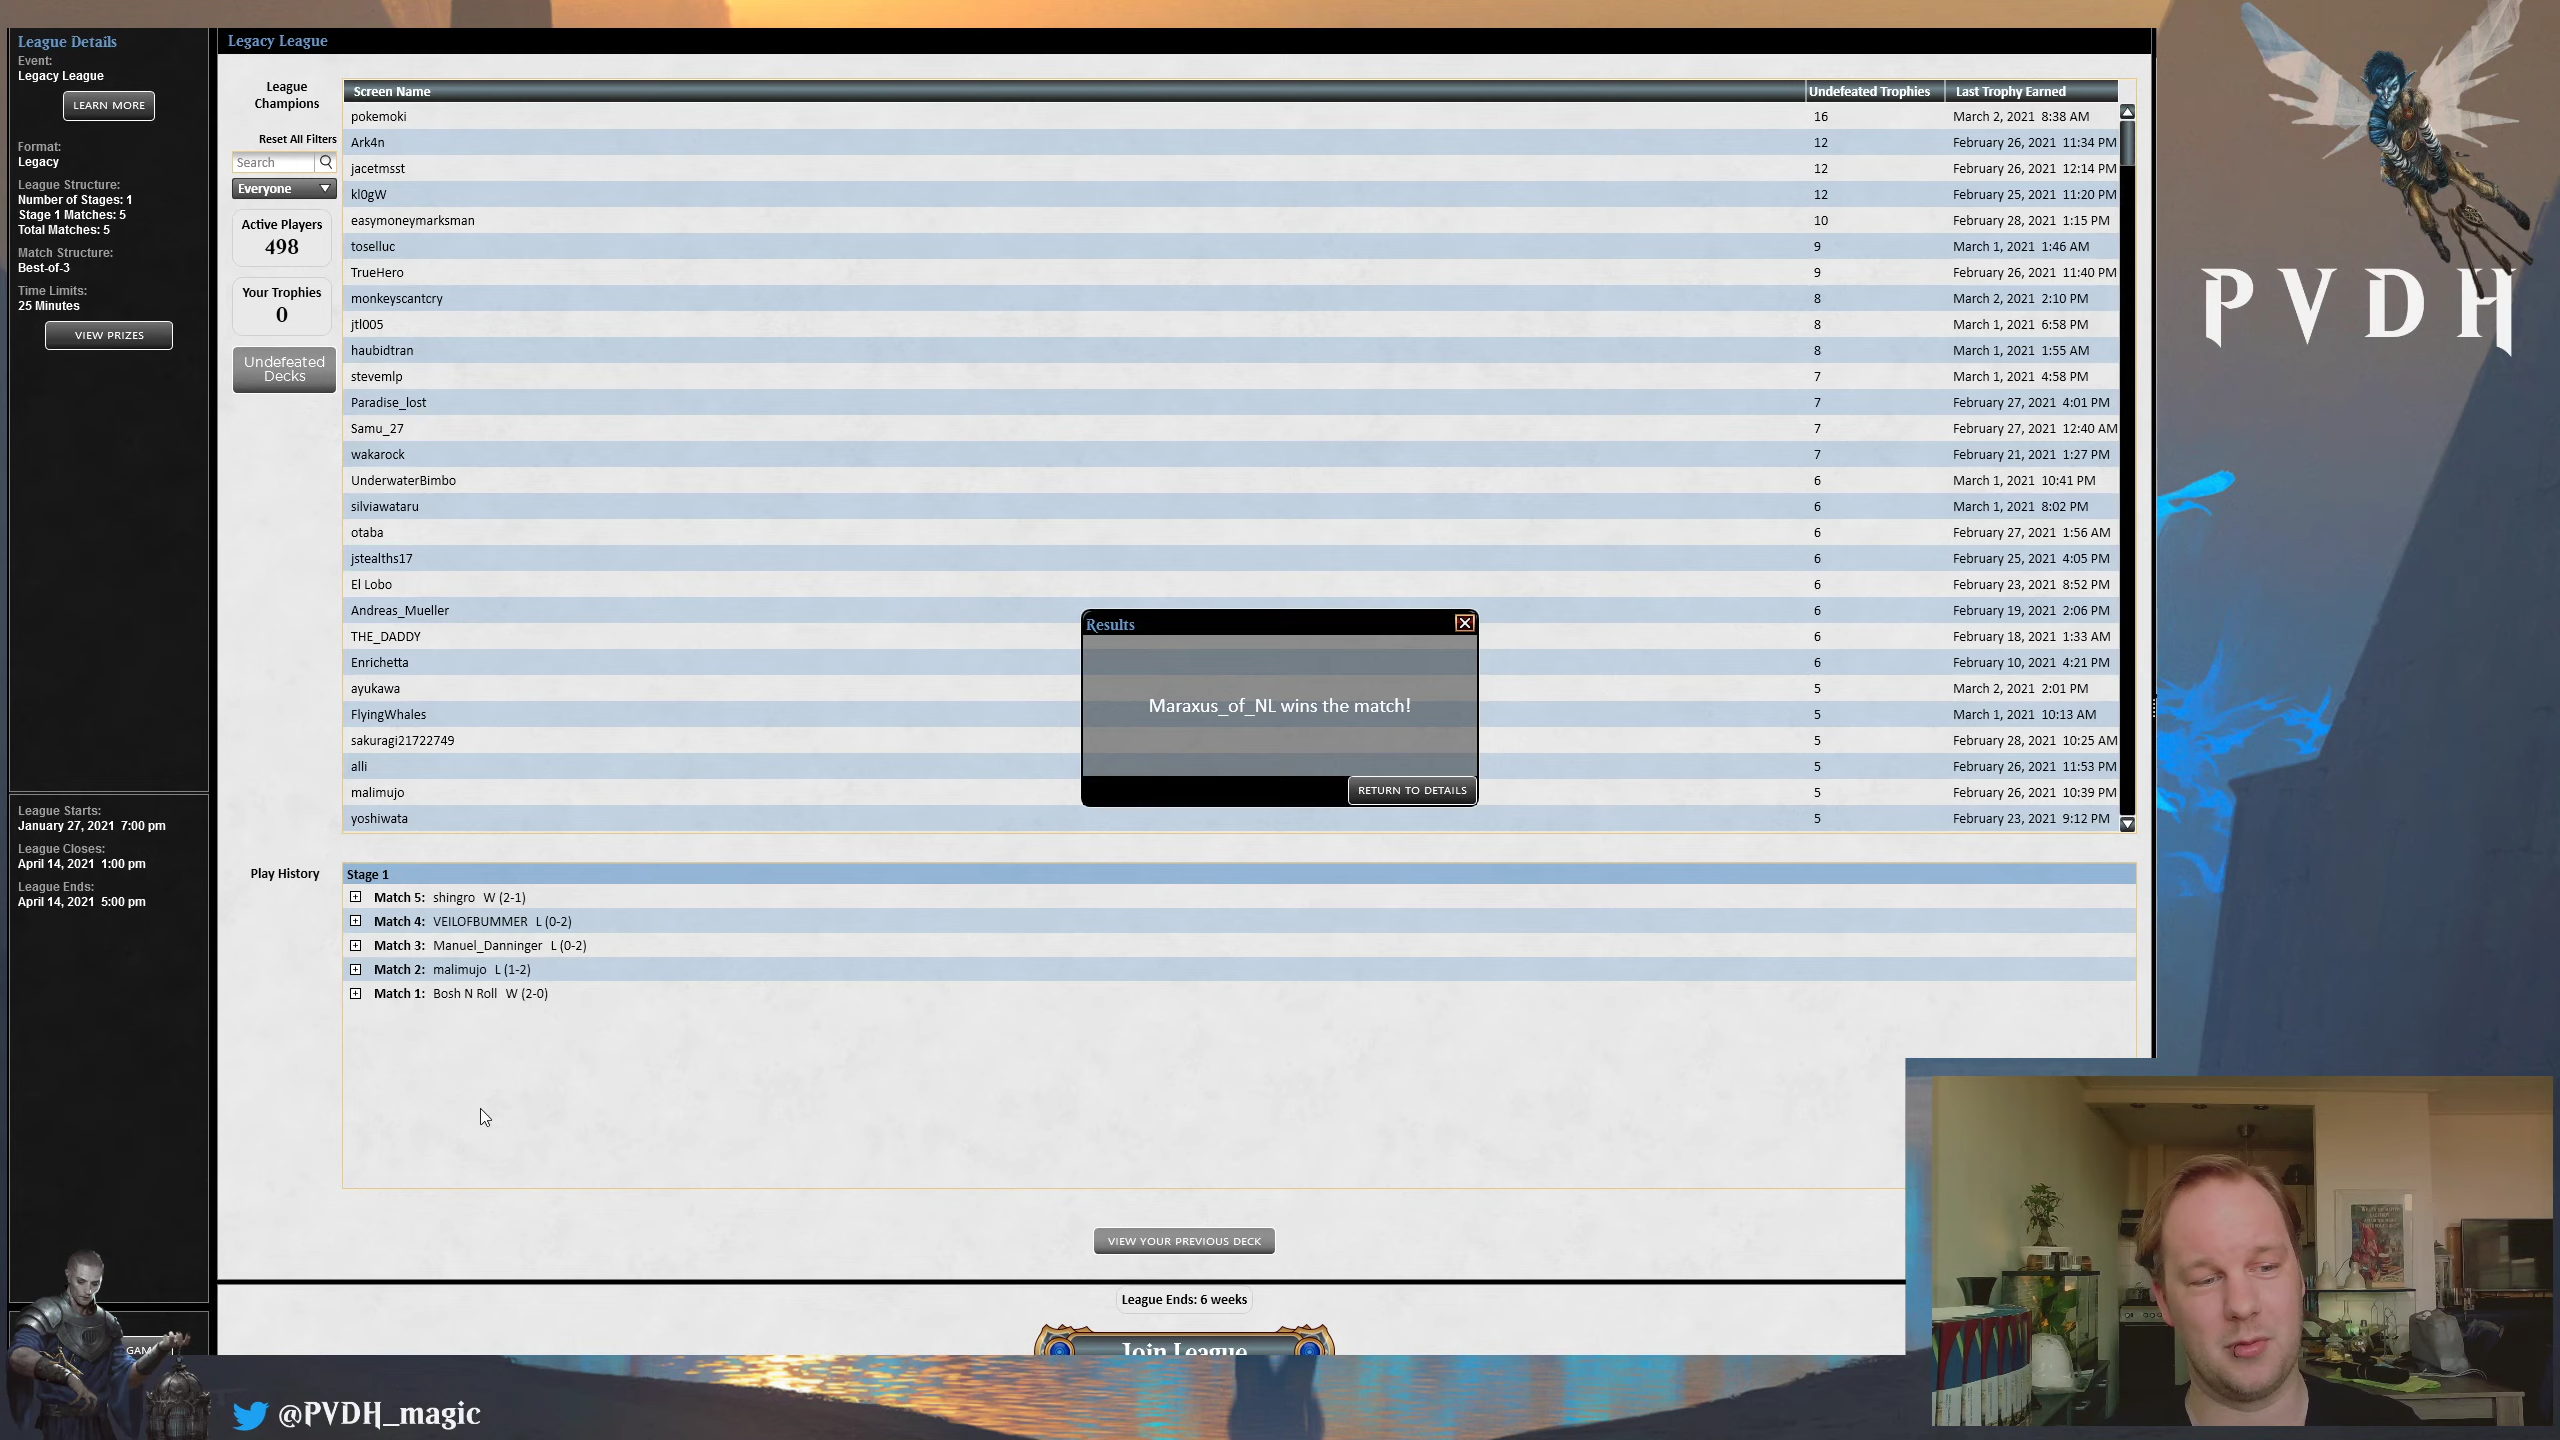 League Details
Event:
Legacy League
LEARN MORE
Format:
Legacy
League Structure:
Number of Stages: 1
Stage 1 Matches: 5
Total Matches: 5
Match Structure:
Best-of-3
Time Limits:
25 Minutes
VIEW PRIZES
League Starts:
January 27, 2021 7:00 pm
League Closes:
April 14, 2021 1:00 pm
League Ends:
April 14, 2021 5:00 pm
Legacy League
League
Champions
Reset All Filters
Search
Everyone
Active Players
498
Your Trophies
0
Undefeated
Decks
Screen Name Undefeated Trophies Last Trophy Earned
pokemoki 16 March 2, 2021 8:38 AM
Ark4n 12 February 26, 2021 11:34 PM
jacetmsst 12 February 26, 2021 12:14 PM
kl0gW 12 February 25, 2021 11:20 PM
easymoneymarksman 10 February 28, 2021 1:15 PM
toselluc 9 March 1, 2021 1:46 AM
TrueHero 9 February 26, 2021 11:40 PM
monkeyscantcry 8 March 2, 2021 2:10 PM
jtl005 8 March 1, 2021 6:58 PM
haubidtran 8 March 1, 2021 1:55 AM
stevemlp 7 March 1, 2021 4:58 PM
Paradise_lost 7 February 27, 2021 4:01 PM
Samu_27 7 February 27, 2021 12:40 AM
wakarock 7 February 21, 2021 1:27 PM
UnderwaterBimbo 6 March 1, 2021 10:41 PM
silviawataru 6 March 1, 2021 8:02 PM
otaba 6 February 27, 2021 1:56 AM
jstealths17 6 February 25, 2021 4:05 PM
El Lobo 6 February 23, 2021 8:52 PM
Andreas_Mueller 6 February 19, 2021 2:06 PM
THE_DADDY 6 February 18, 2021 1:33 AM
Enrichetta 6 February 10, 2021 4:21 PM
ayukawa 5 March 2, 2021 2:01 PM
FlyingWhales 5 March 1, 2021 10:13 AM
sakuragi21722749 5 February 28, 2021 10:25 AM
alli 5 February 26, 2021 11:53 PM
malimujo 5 February 26, 2021 10:39 PM
yoshiwata 5 February 23, 2021 9:12 PM
Results
Maraxus_of_NL wins the match!
RETURN TO DETAILS
Play History
Stage 1
Match 5: shingro W (2-1)
Match 4: VEILOFBUMMER L (0-2)
Match 3: Manuel_Danninger L (0-2)
Match 2: malimujo L (1-2)
Match 1: Bosh N Roll W (2-0)
VIEW YOUR PREVIOUS DECK
League Ends: 6 weeks
Join League
PVDH
@PVDH_magic